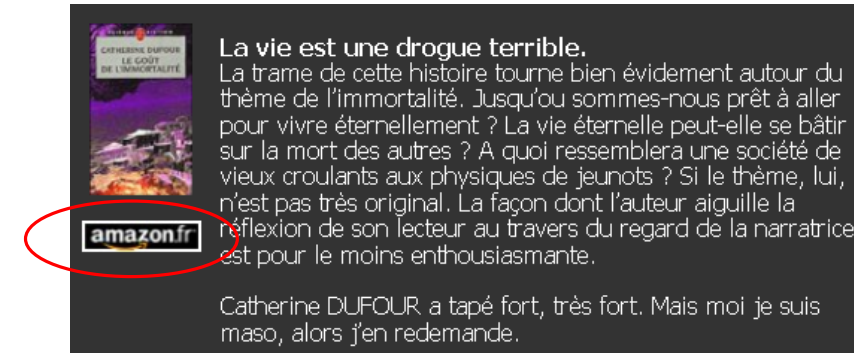 CATHERINE DUFOUR
LE GOÛT
DE L'IMMORTALITÉ
amazon.fr
La vie est une drogue terrible.
La trame de cette histoire tourne bien évidement autour du
thème de l'immortalité. Jusqu'ou sommes-nous prêt à aller
pour vivre éternellement ? La vie éternelle peut-elle se bâtir
sur la mort des autres ? A quoi ressemblera une société de
vieux croulants aux physiques de jeunots ? Si le thème, lui,
n'est pas très original. La façon dont l'auteur aiguille la
réflexion de son lecteur au travers du regard de la narratrice
est pour le moins enthousiasmante.
Catherine DUFOUR a tapé fort, très fort. Mais moi je suis
maso, alors j'en redemande.